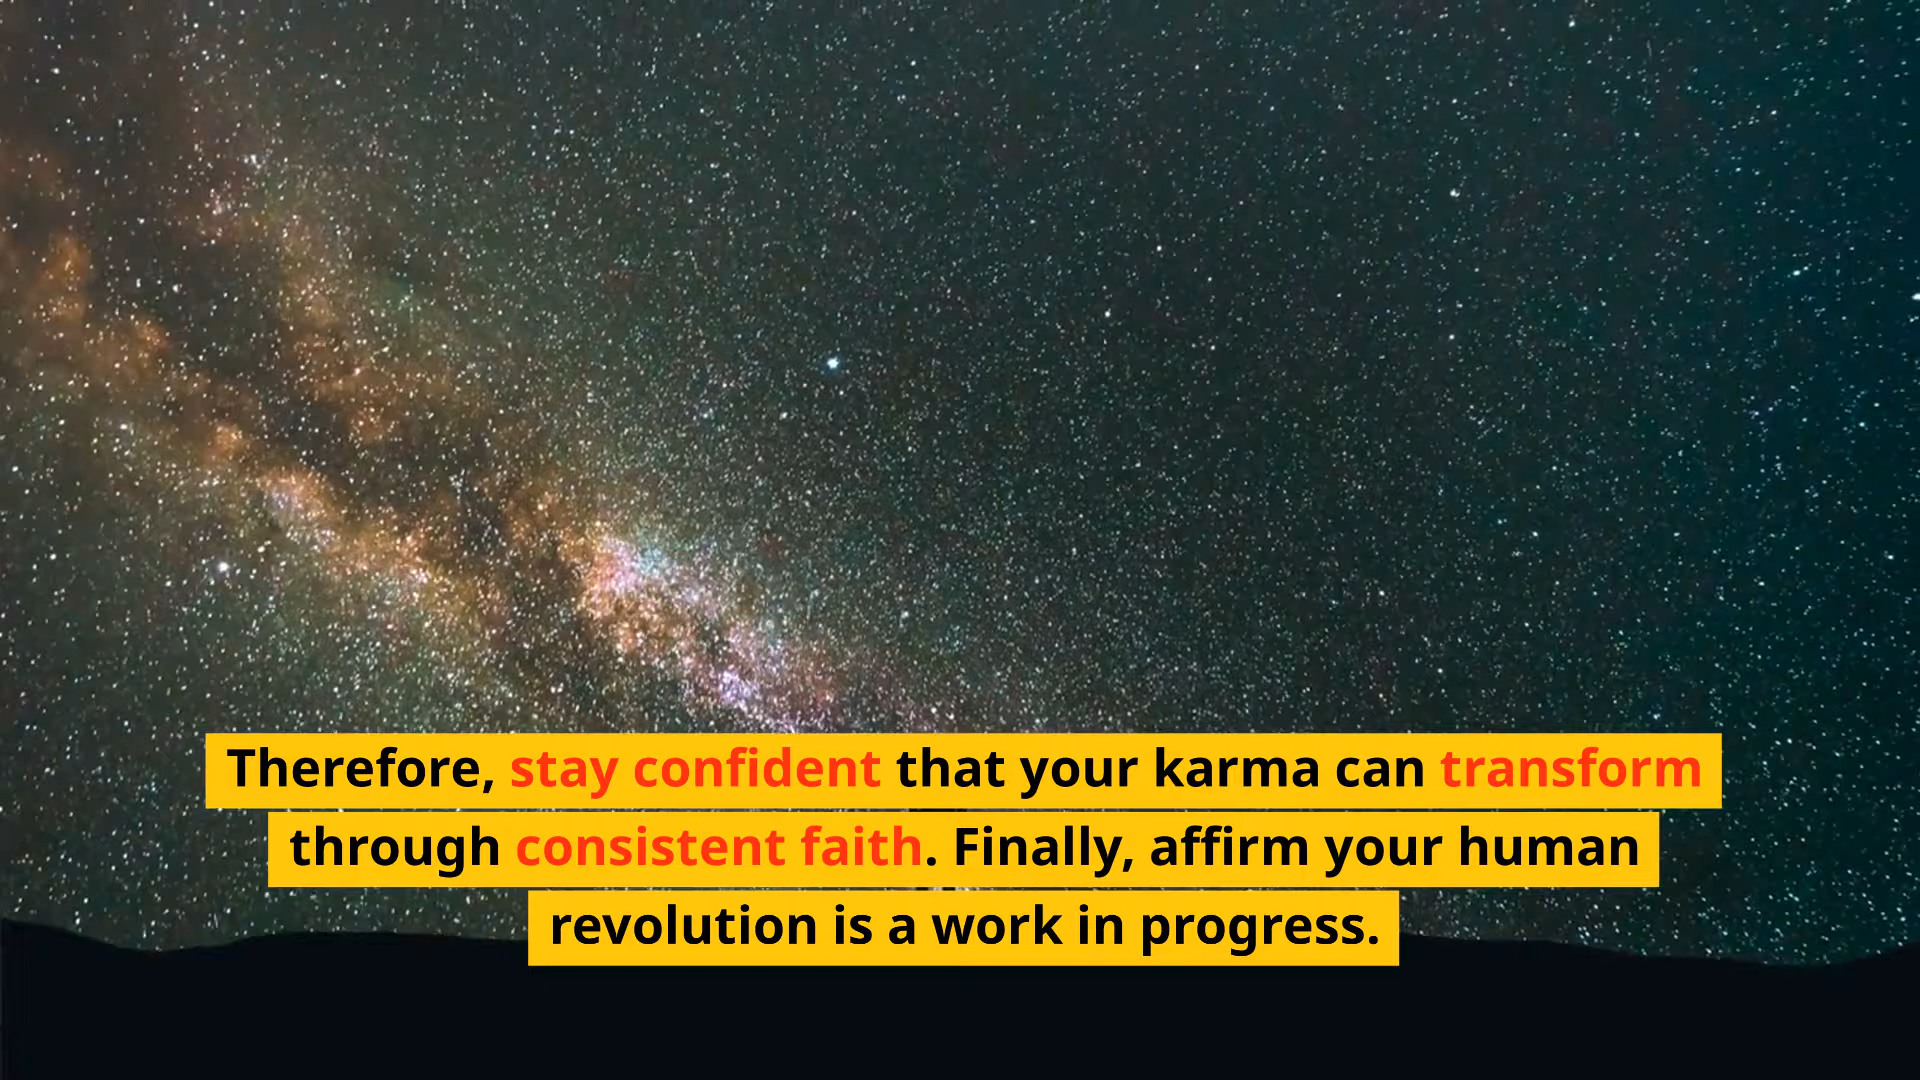 Therefore, stay confident that your karma can transform
through consistent faith. Finally, affirm your human
revolution is a work in progress.